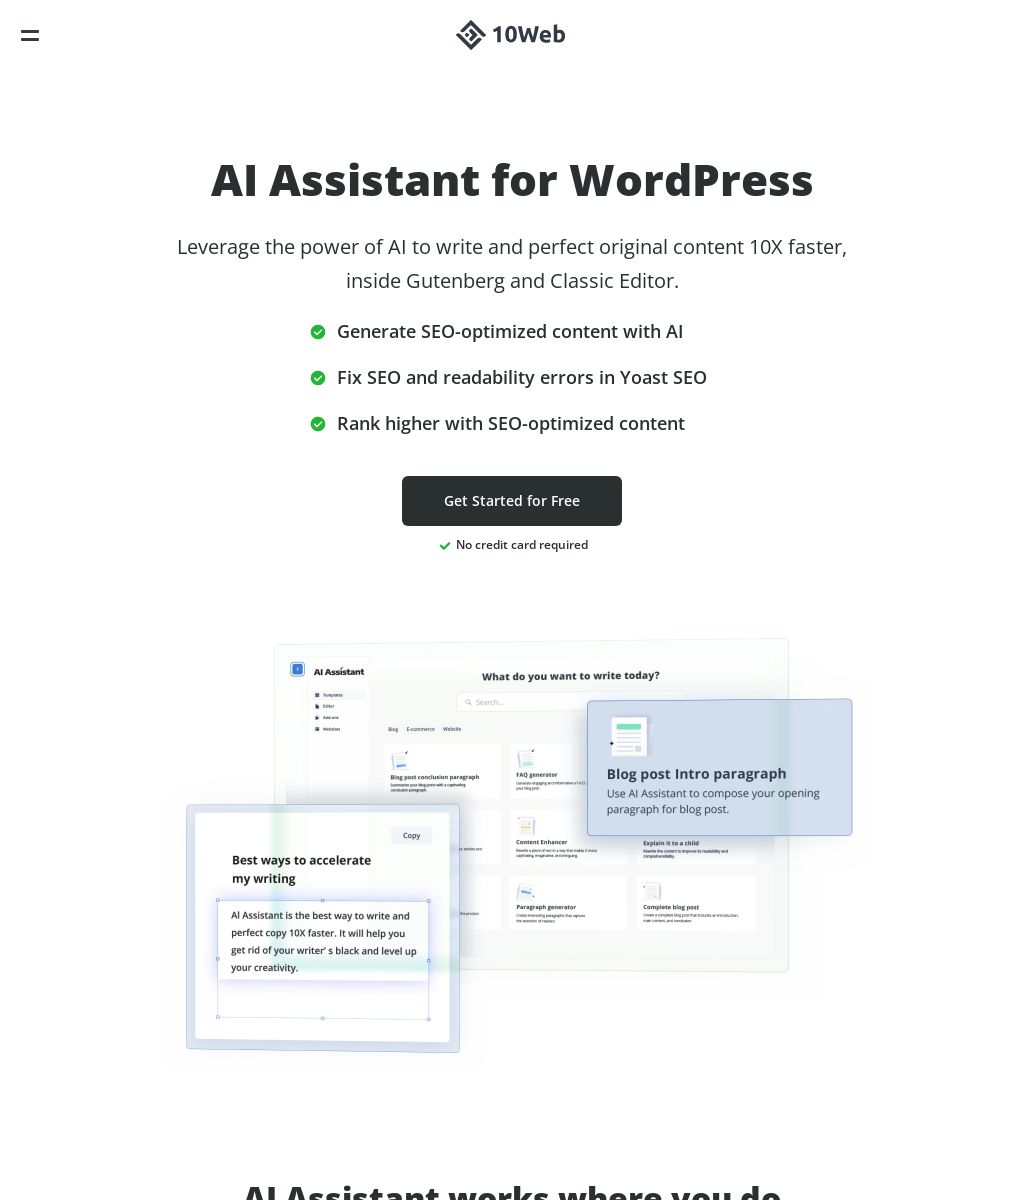 10Web
AI Assistant for WordPress
Leverage the power of AI to write and perfect original content 10X faster,
inside Gutenberg and Classic Editor.
Generate SEO-optimized content with AI
Fix SEO and readability errors in Yoast SEO
Rank higher with SEO-optimized content
Get Started for Free
No credit card required
AI Assistant
What do you want to write today?
Templates
Search...
Editor
Add-ons
Websites
Blog E-commerce Website
Blog post conclusion paragraph
Summarize your blog posts with a captivating
conclusion paragraph.
FAQ generator
Generate engaging and informative F.A.Q.
your blog post.
Blog post Intro paragraph
Use AI Assistant to compose your opening
paragraph for blog post.
Content Enhancer
Rewrite a piece of text in a way that makes it more
captivating, imaginative, and intriguing.
Explain it to a child
Rewrite the content to improve its readability and
comprehensibility.
Paragraph generator
Create interesting paragraphs that capture
the attention of readers.
Complete blog post
Create a complete blog post that includes an introduction,
main content, and conclusion.
Copy
Best ways to accelerate
my writing
AI Assistant is the best way to write and
perfect copy 10X faster. It will help you
get rid of your writer' s black and level up
your creativity.
AI Assistant works where you do